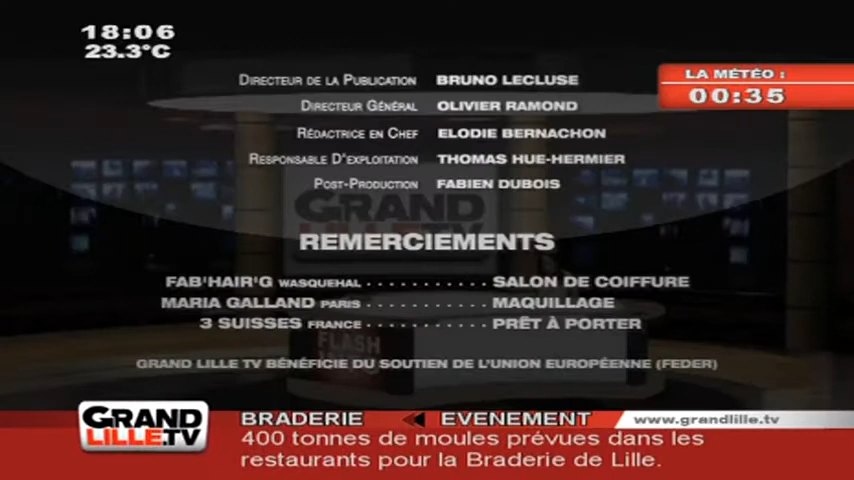 18:06
23.3°C
LA MÉTÉO :
00:35
DIRECTEUR DE LA PUBLICATION BRUNO LECLUSE
DIRECTEUR GÉNÉRAL OLIVIER RAMOND
RÉDACTRICE EN CHEF ELODIE BERNACHON
RESPONSABLE D'EXPLOITATION THOMAS HUE-HERMIER
POST-PRODUCTION FABIEN DUBOIS
GRAND
LILLE TV
REMERCIEMENTS
FAB'HAIR'G WASQUEHAL . . . . . . . . . . . SALON DE COIFFURE
MARIA GALLAND PARIS . . . . . . . . . . . MAQUILLAGE
3 SUISSES FRANCE . . . . . . . . . . . PRÊT À PORTER
FLASH
GRAND LILLE TV BÉNÉFICIE DU SOUTIEN DE L'UNION EUROPÉENNE (FEDER)
GRAND
LILLE.TV
BRADERIE EVENEMENT www.grandlille.tv
400 tonnes de moules prévues dans les
restaurants pour la Braderie de Lille.